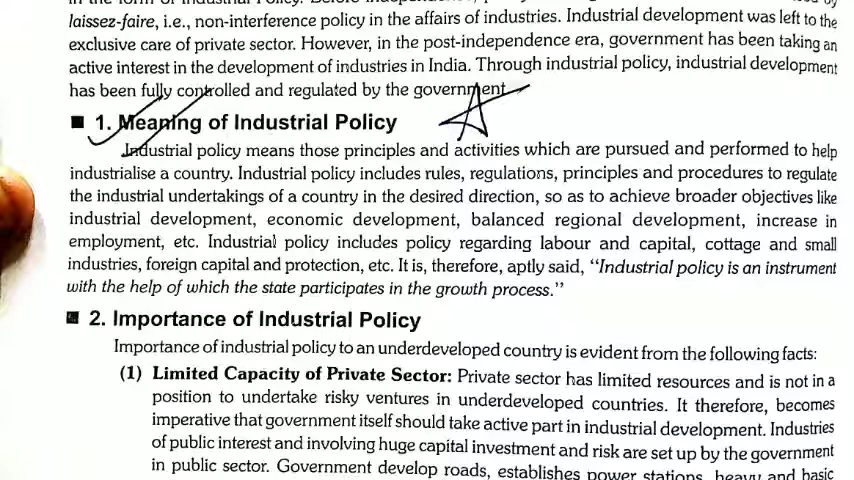 laissez-faire, i.e., non-interference policy in the affairs of industries. Industrial development was left to the
exclusive care of private sector. However, in the post-independence era, government has been taking an
active interest in the development of industries in India. Through industrial policy, industrial development
has been fully controlled and regulated by the government.
■ 1. Meaning of Industrial Policy
Industrial policy means those principles and activities which are pursued and performed to help
industrialise a country. Industrial policy includes rules, regulations, principles and procedures to regulate
the industrial undertakings of a country in the desired direction, so as to achieve broader objectives like
industrial development, economic development, balanced regional development, increase in
employment, etc. Industrial policy includes policy regarding labour and capital, cottage and small
industries, foreign capital and protection, etc. It is, therefore, aptly said, “Industrial policy is an instrument
with the help of which the state participates in the growth process.”
■ 2. Importance of Industrial Policy
Importance of industrial policy to an underdeveloped country is evident from the following facts:
(1) Limited Capacity of Private Sector: Private sector has limited resources and is not in a
position to undertake risky ventures in underdeveloped countries. It therefore, becomes
imperative that government itself should take active part in industrial development. Industries
of public interest and involving huge capital investment and risk are set up by the government
in public sector. Government develop roads, establishes power stations, heavy and basic